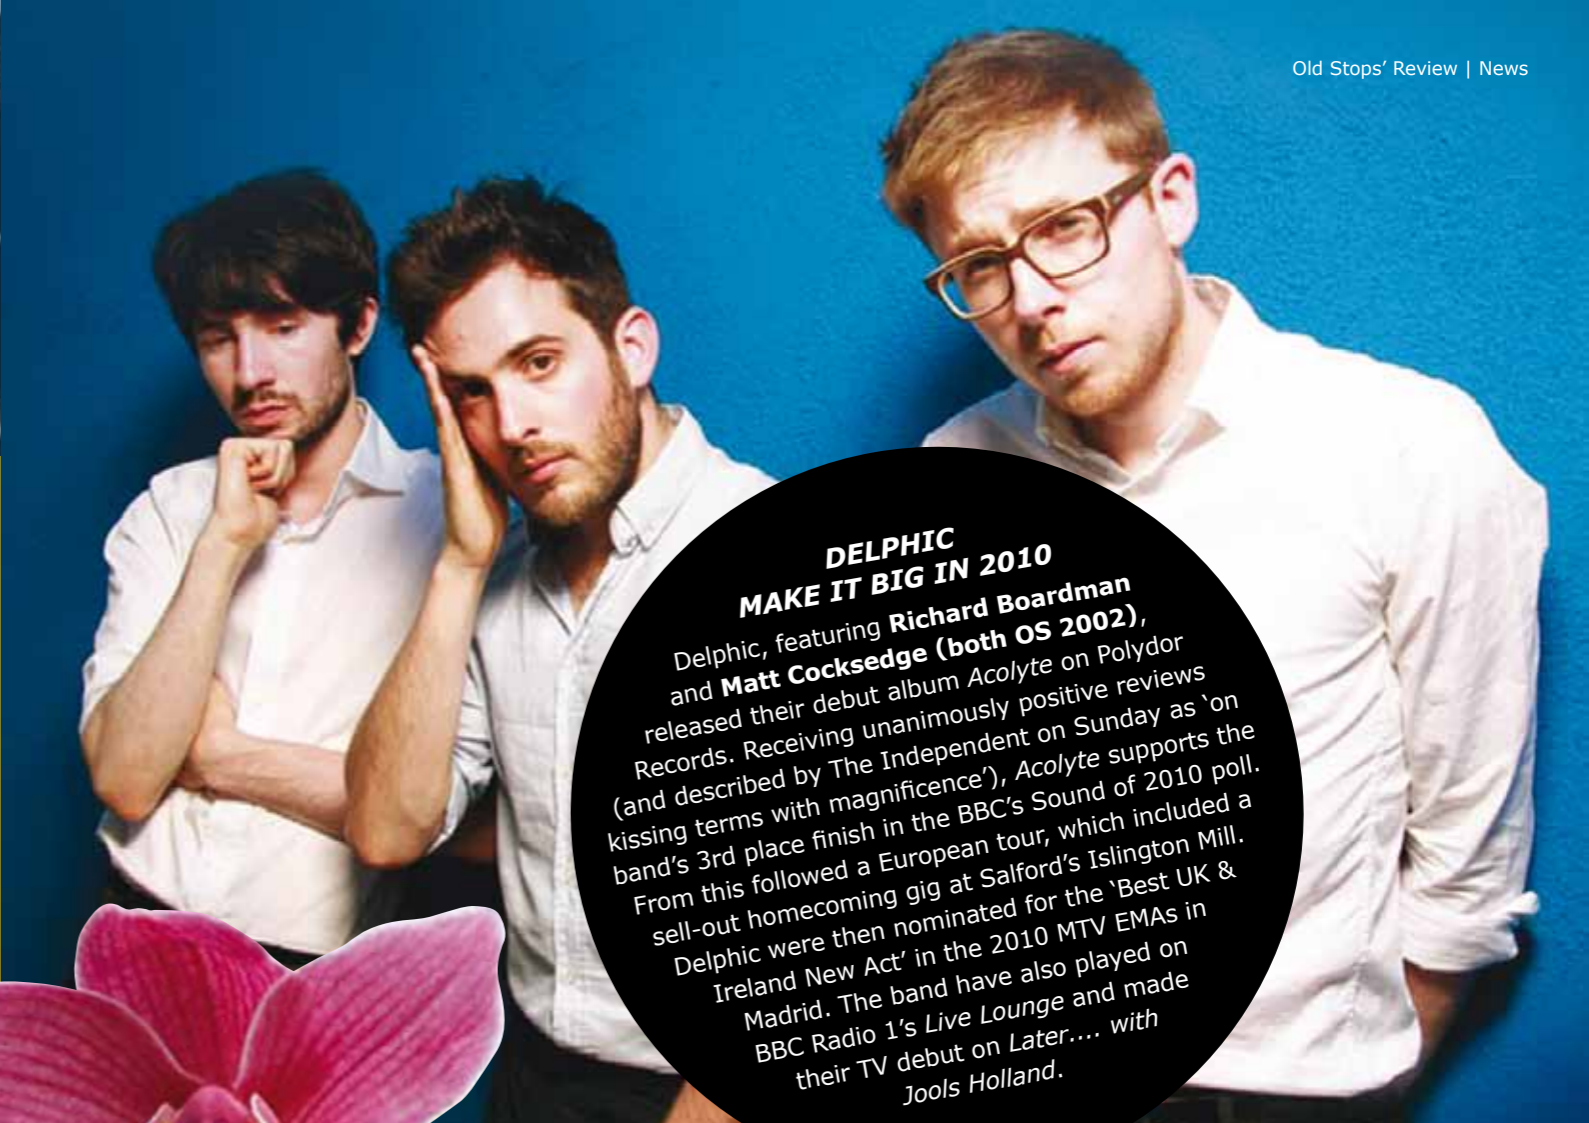 Old Stops’ Review | News
DELPHIC
MAKE IT BIG IN 2010
Delphic, featuring Richard Boardman
and Matt Cocksedge (both OS 2002),
released their debut album Acolyte on Polydor
Records. Receiving unanimously positive reviews
(and described by The Independent on Sunday as ‘on
kissing terms with magnificence’), Acolyte supports the
band’s 3rd place finish in the BBC’s Sound of 2010 poll.
From this followed a European tour, which included a
sell-out homecoming gig at Salford’s Islington Mill.
Delphic were then nominated for the ‘Best UK &
Ireland New Act’ in the 2010 MTV EMAs in
Madrid. The band have also played on
BBC Radio 1’s Live Lounge and made
their TV debut on Later.... with
Jools Holland.